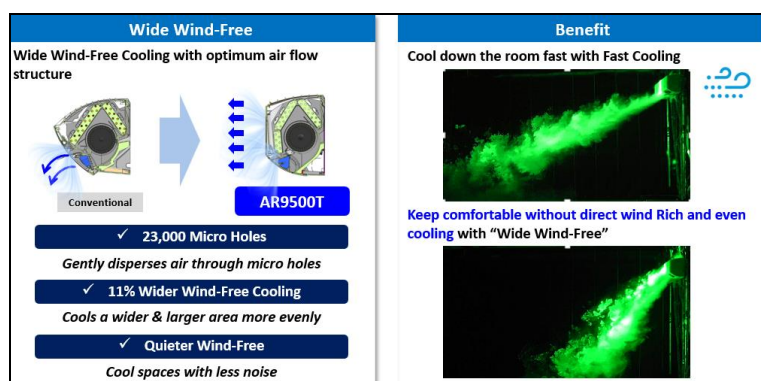 Wide Wind-Free
Wide Wind-Free Cooling with optimum air flow
structure
Conventional
AR9500T
✓ 23,000 Micro Holes
Gently disperses air through micro holes
✓ 11% Wider Wind-Free Cooling
Cools a wider & larger area more evenly
✓ Quieter Wind-Free
Cool spaces with less noise
Benefit
Cool down the room fast with Fast Cooling
Keep comfortable without direct wind Rich and even
cooling with “Wide Wind-Free”